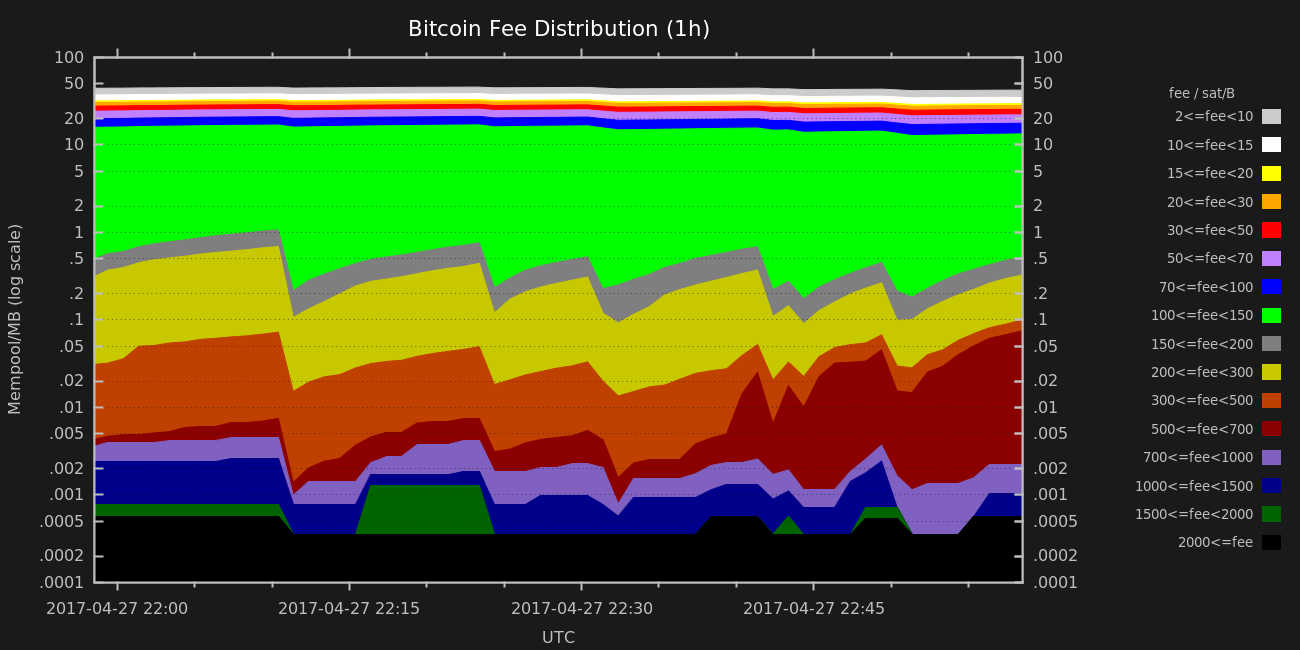 Bitcoin Fee Distribution (1h)
100 100
50 50
20 20
10 10
5 5
2 2
1 1
.5 .5
.2 .2
.1 .1
.05 .05
.02 .02
.01 .01
.005 .005
.002 .002
.001 .001
.0005 .0005
.0002 .0002
.0001 .0001
Mempool/MB (log scale)
2017-04-27 22:00 2017-04-27 22:15 2017-04-27 22:30 2017-04-27 22:45
UTC
fee / sat/B
2<=fee<10
10<=fee<15
15<=fee<20
20<=fee<30
30<=fee<50
50<=fee<70
70<=fee<100
100<=fee<150
150<=fee<200
200<=fee<300
300<=fee<500
500<=fee<700
700<=fee<1000
1000<=fee<1500
1500<=fee<2000
2000<=fee